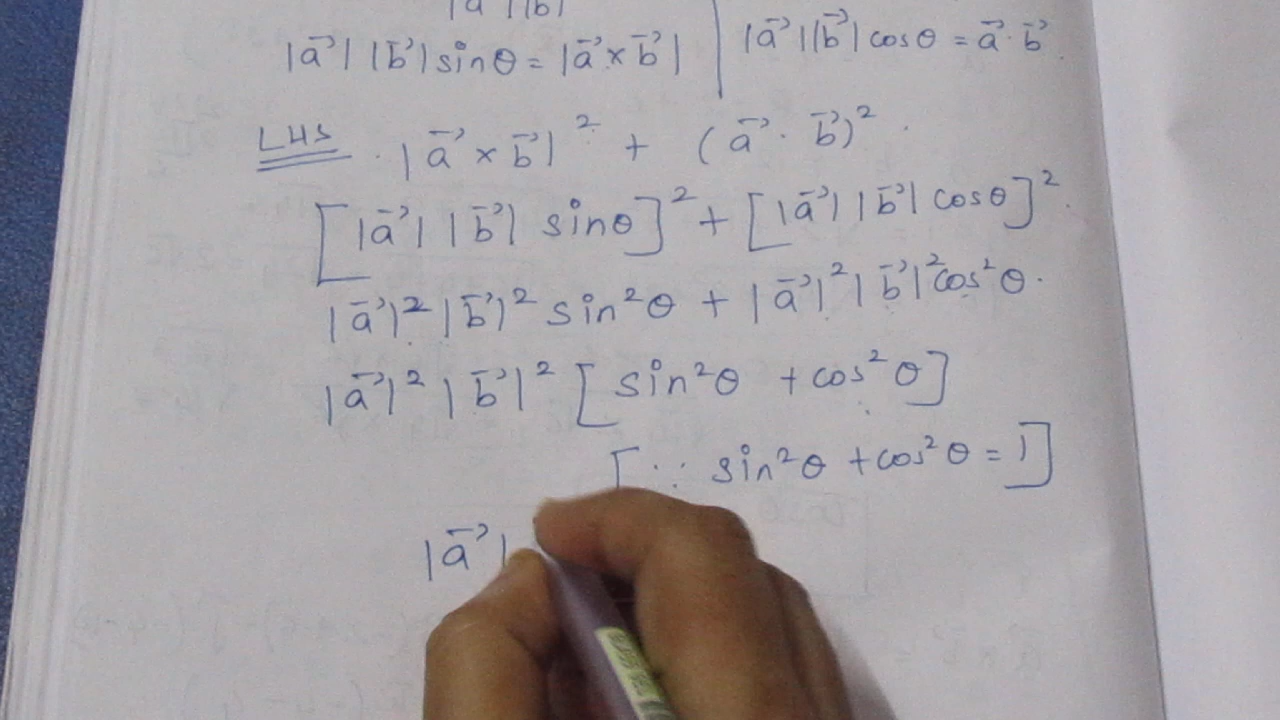 |a⃗| |b⃗|
|a⃗| |b⃗| sinθ = |a⃗ × b⃗| | |a⃗| |b⃗| cosθ = a⃗ · b⃗
LHS |a⃗ × b⃗|² + (a⃗ · b⃗)²
[|a⃗| |b⃗| sinθ]² + [|a⃗| |b⃗| cosθ]²
|a⃗|² |b⃗|² sin²θ + |a⃗|² |b⃗|² cos²θ.
|a⃗|² |b⃗|² [sin²θ + cos²θ]
[∵ sin²θ + cos²θ = 1]
|a⃗|